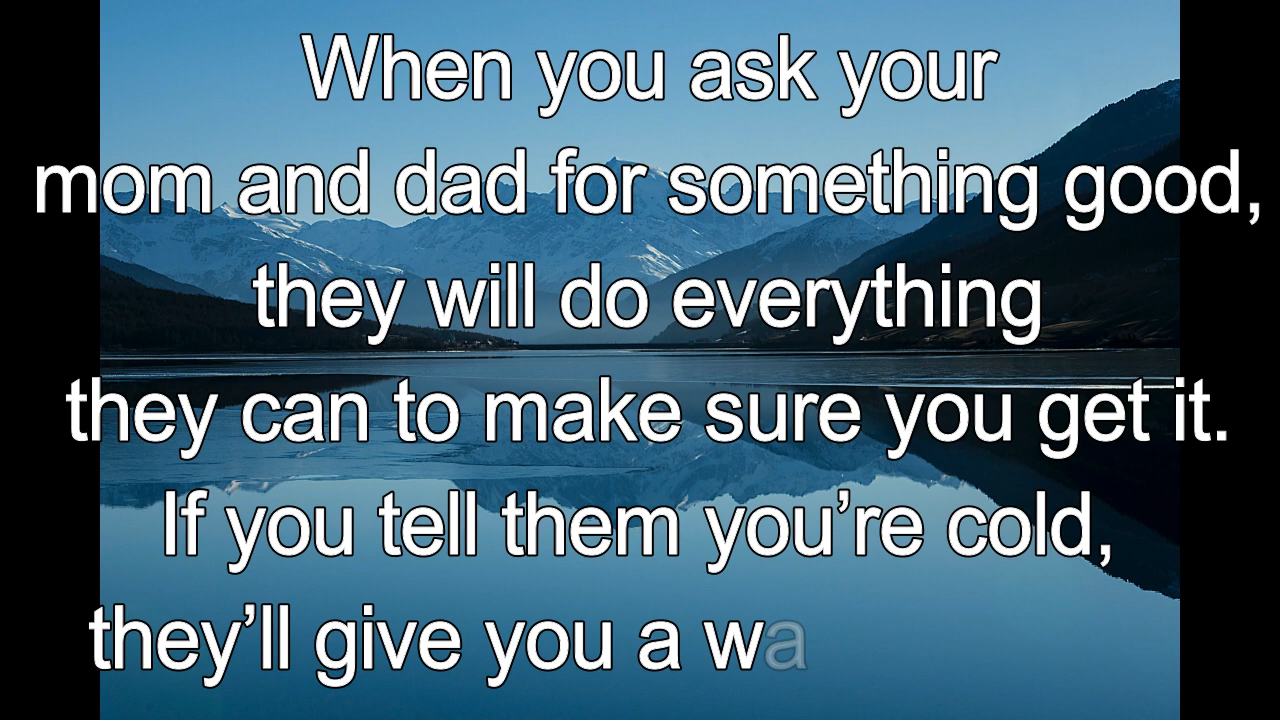 When you ask your
mom and dad for something good,
they will do everything
they can to make sure you get it.
If you tell them you’re cold,
they’ll give you a wa